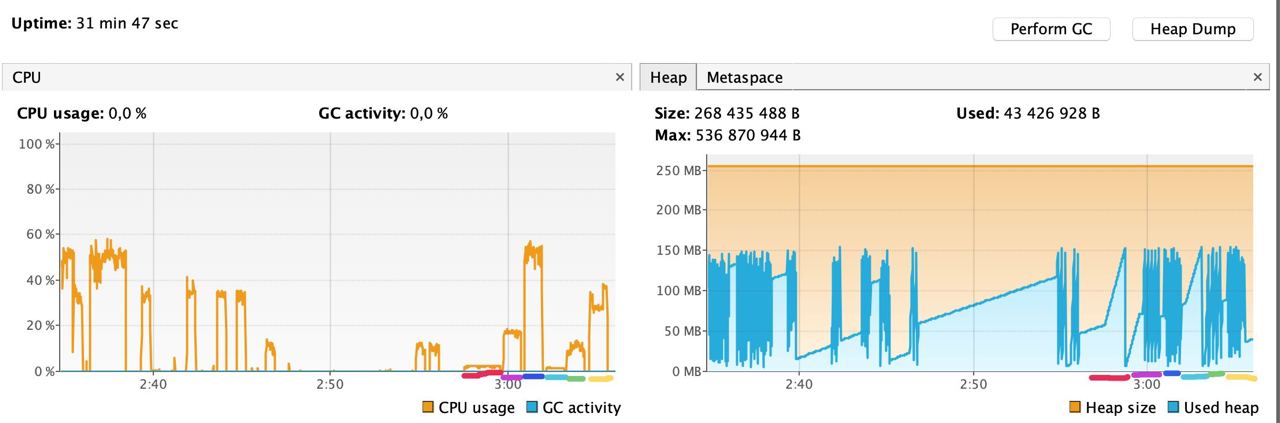 Uptime: 31 min 47 sec
Perform GC
Heap Dump
CPU
×
Heap
Metaspace
×
CPU usage: 0,0 %
GC activity: 0,0 %
Size: 268 435 488 B
Used: 43 426 928 B
Max: 536 870 944 B
100 %
80 %
60 %
40 %
20 %
0 %
2:40
2:50
3:00
CPU usage
GC activity
250 MB
200 MB
150 MB
100 MB
50 MB
0 MB
2:40
2:50
3:00
Heap size
Used heap